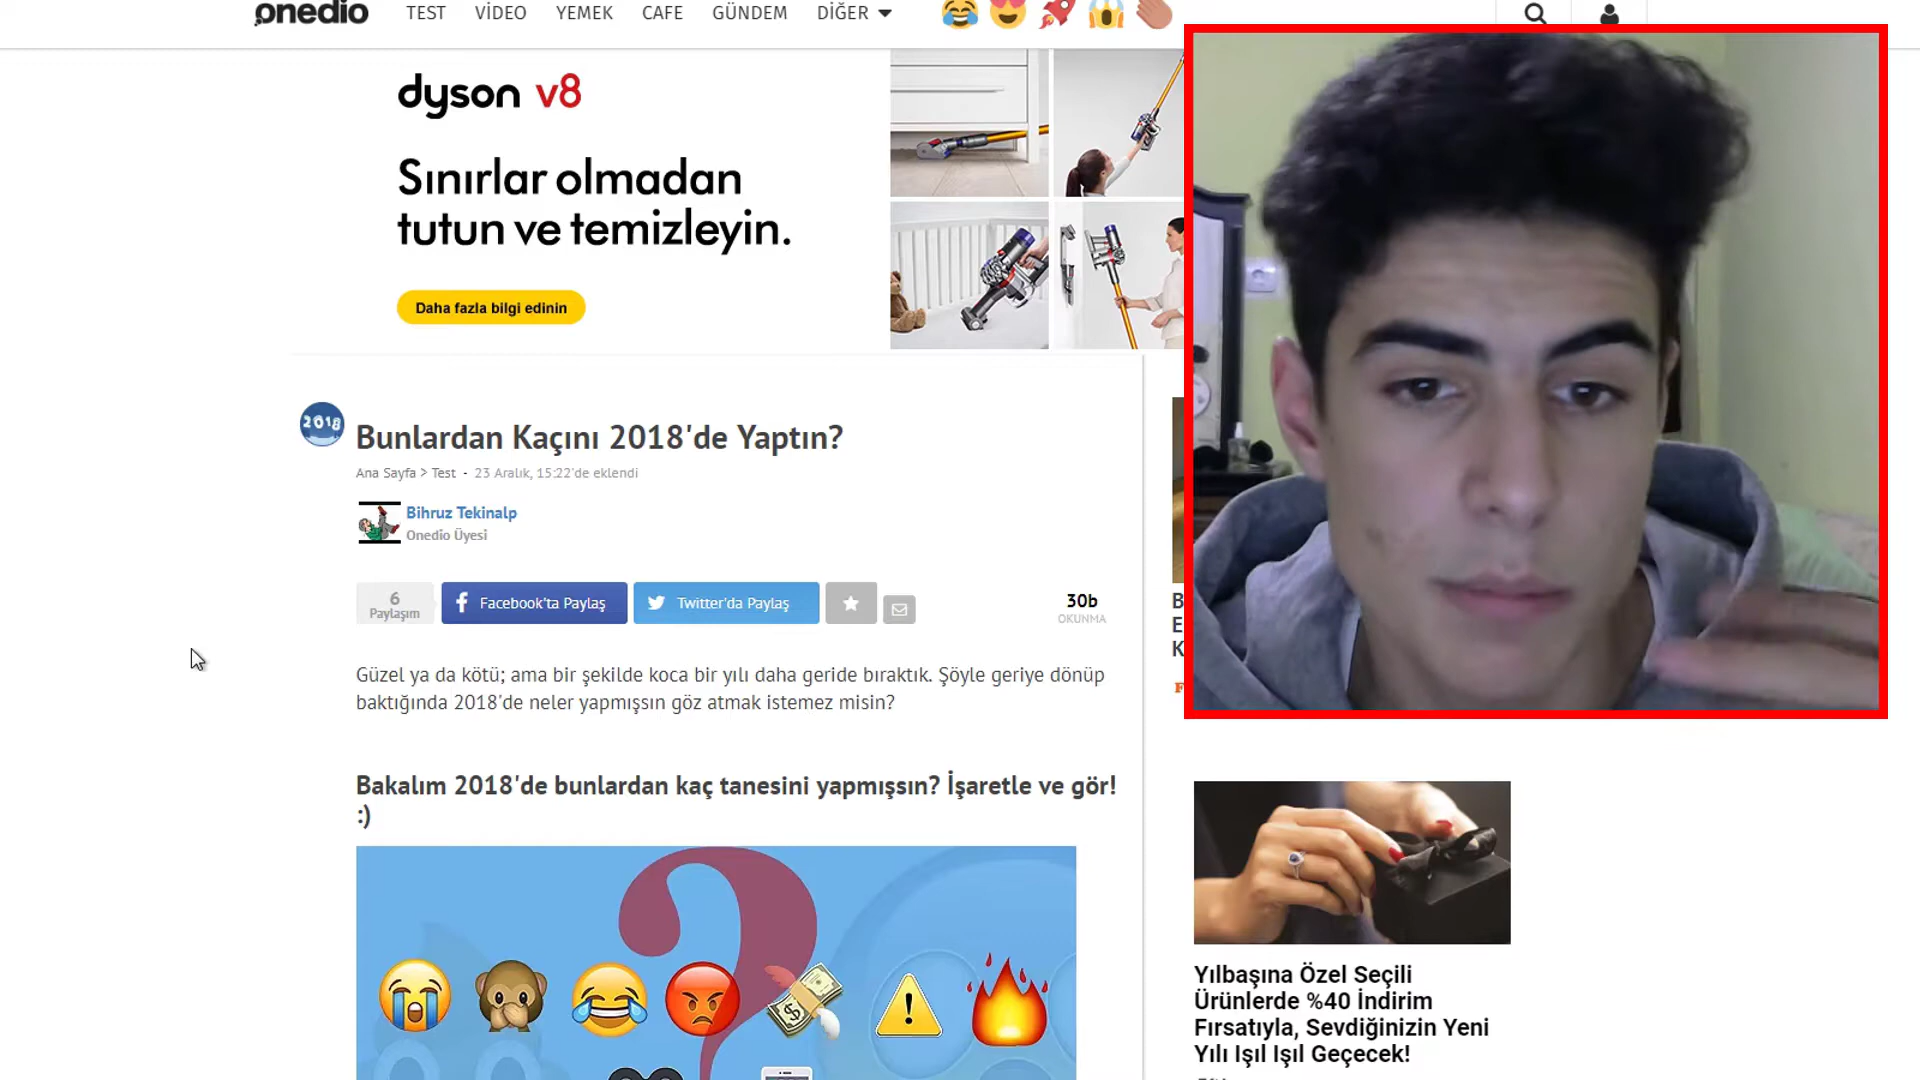 onedio TEST VİDEO YEMEK CAFE GÜNDEM DİĞER
dyson v8
Sınırlar olmadan
tutun ve temizleyin.
Daha fazla bilgi edinin
2018
Bunlardan Kaçını 2018'de Yaptın?
Ana Sayfa > Test - 23 Aralık, 15:22'de eklendi
Bihruz Tekinalp
Onedio Üyesi
6
Paylaşım
Facebook'ta Paylaş
Twitter'da Paylaş
30b
OKUNMA
Güzel ya da kötü; ama bir şekilde koca bir yılı daha geride bıraktık. Şöyle geriye dönüp
baktığında 2018'de neler yapmışsın göz atmak istemez misin?
Bakalım 2018'de bunlardan kaç tanesini yapmışsın? İşaretle ve gör!
:)
B
E
K
Yılbaşına Özel Seçili
Ürünlerde %40 İndirim
Fırsatıyla, Sevdiğinizin Yeni
Yılı Işıl Işıl Geçecek!